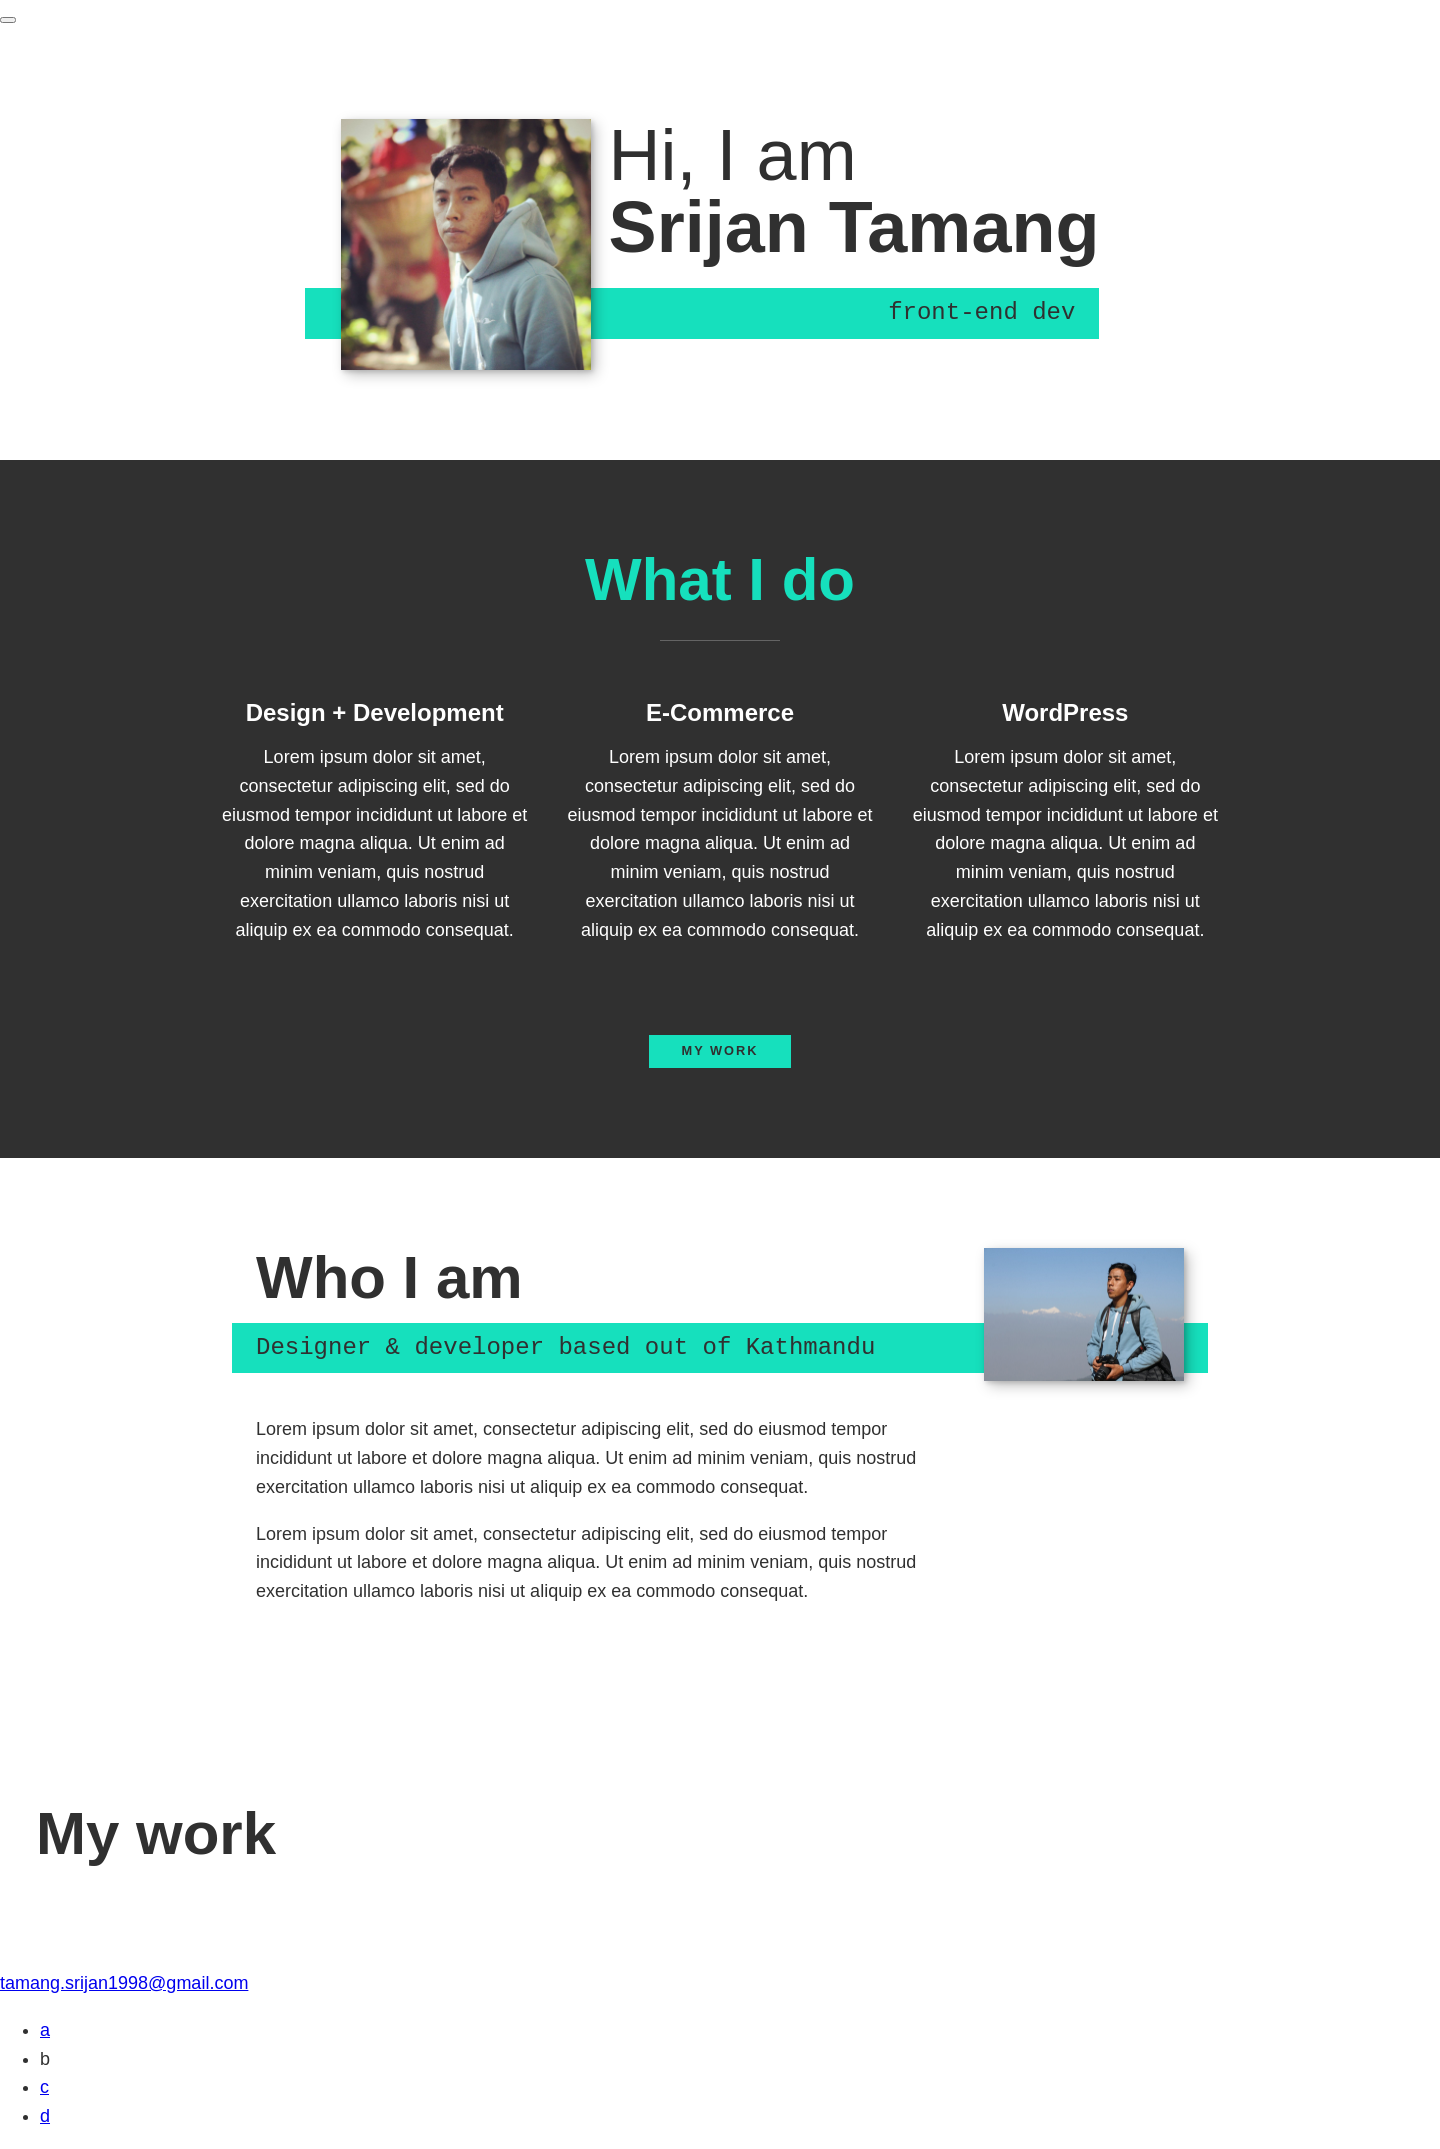 Hi, I am
Srijan Tamang
front-end dev
What I do
Design + Development
Lorem ipsum dolor sit amet,
consectetur adipiscing elit, sed do
eiusmod tempor incididunt ut labore et
dolore magna aliqua. Ut enim ad
minim veniam, quis nostrud
exercitation ullamco laboris nisi ut
aliquip ex ea commodo consequat.
E-Commerce
Lorem ipsum dolor sit amet,
consectetur adipiscing elit, sed do
eiusmod tempor incididunt ut labore et
dolore magna aliqua. Ut enim ad
minim veniam, quis nostrud
exercitation ullamco laboris nisi ut
aliquip ex ea commodo consequat.
WordPress
Lorem ipsum dolor sit amet,
consectetur adipiscing elit, sed do
eiusmod tempor incididunt ut labore et
dolore magna aliqua. Ut enim ad
minim veniam, quis nostrud
exercitation ullamco laboris nisi ut
aliquip ex ea commodo consequat.
MY WORK
Who I am
Designer & developer based out of Kathmandu
Lorem ipsum dolor sit amet, consectetur adipiscing elit, sed do eiusmod tempor
incididunt ut labore et dolore magna aliqua. Ut enim ad minim veniam, quis nostrud
exercitation ullamco laboris nisi ut aliquip ex ea commodo consequat.
Lorem ipsum dolor sit amet, consectetur adipiscing elit, sed do eiusmod tempor
incididunt ut labore et dolore magna aliqua. Ut enim ad minim veniam, quis nostrud
exercitation ullamco laboris nisi ut aliquip ex ea commodo consequat.
My work
tamang.srijan1998@gmail.com
a
b
c
d